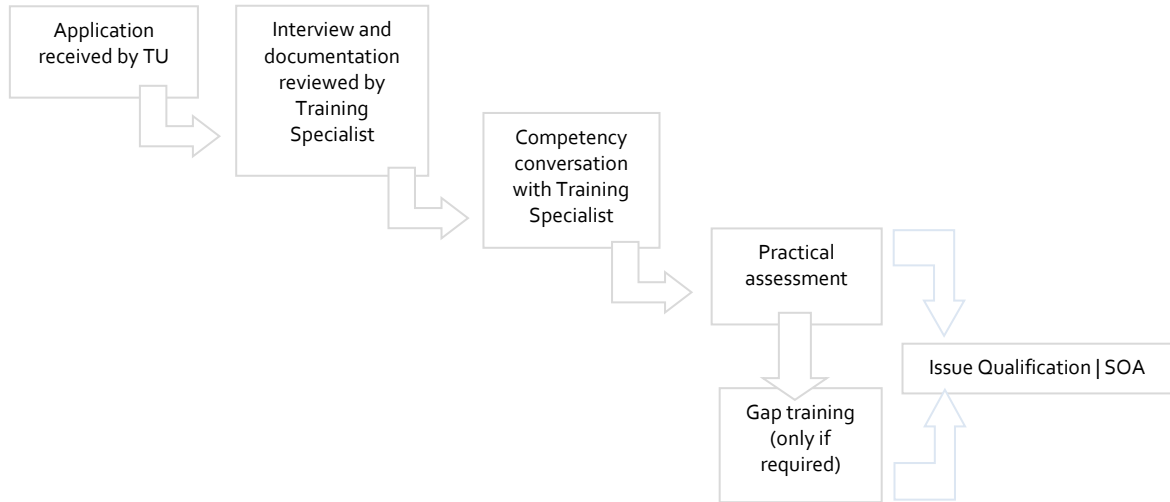 Application
received by TU
Interview and
documentation
reviewed by
Training
Specialist
Competency
conversation
with Training
Specialist
Practical
assessment
Issue Qualification | SOA
Gap training
(only if
required)